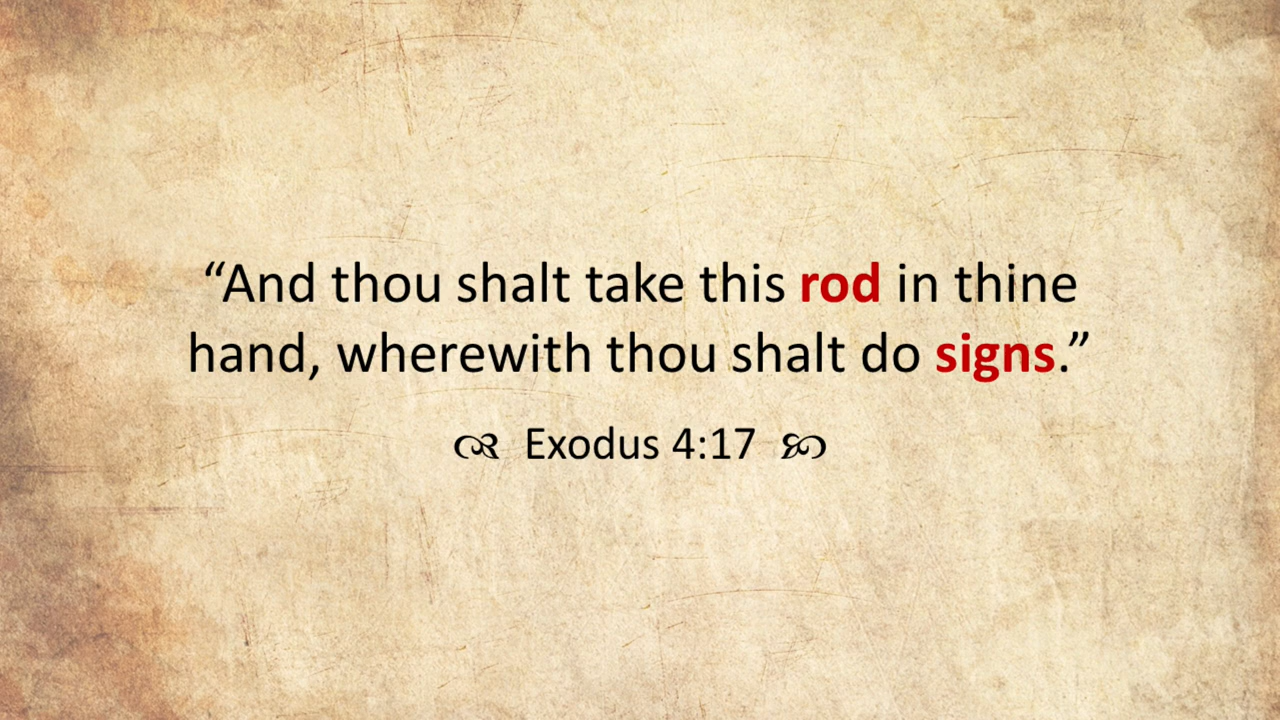 “And thou shalt take this rod in thine
hand, wherewith thou shalt do signs.”
Exodus 4:17